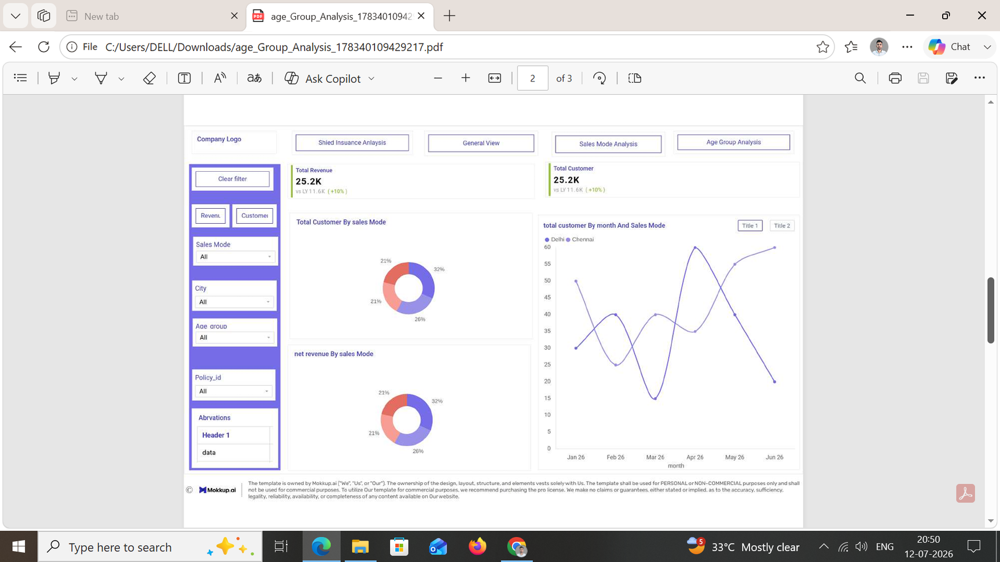 New tab
PDF
age_Group_Analysis_1783401094292
File
C:/Users/DELL/Downloads/age_Group_Analysis_178340109429217.pdf
Chat
Ask Copilot
2
of 3
Company Logo
Shied Insuance Anlaysis
General View
Sales Mode Analysis
Age Group Analysis
Clear filter
Revenu
Customer
Sales Mode
All
City
All
Age_group
All
Policy_id
All
Abrvations
Header 1
data
Total Revenue
25.2K
vs LY 11.6K (+10%)
Total Customer
25.2K
vs LY 11.6K (+10%)
Total Customer By sales Mode
21%
32%
21%
26%
net revenue By sales Mode
21%
32%
21%
26%
total customer By month And Sales Mode
Title 1
Title 2
Delhi
Chennai
60
55
50
45
40
35
30
25
20
15
10
5
0
Jan 26
Feb 26
Mar 26
Apr 26
May 26
Jun 26
month
© Mokkup.ai
The template is owned by Mokkup.ai ("We", "Us", or "Our"). The ownership of the design, layout, structure, and elements vests solely with Us. The template shall be used for PERSONAL or NON-COMMERCIAL purposes only and shall
not be used for commercial purposes. To utilize Our template for commercial purposes, we recommend purchasing the pro license. We make no claims or guarantees, either stated or implied, as to the accuracy, sufficiency,
legality, reliability, availability, or completeness of any content available on Our website.
Type here to search
5
33°C Mostly clear
ENG
20:50
12-07-2026